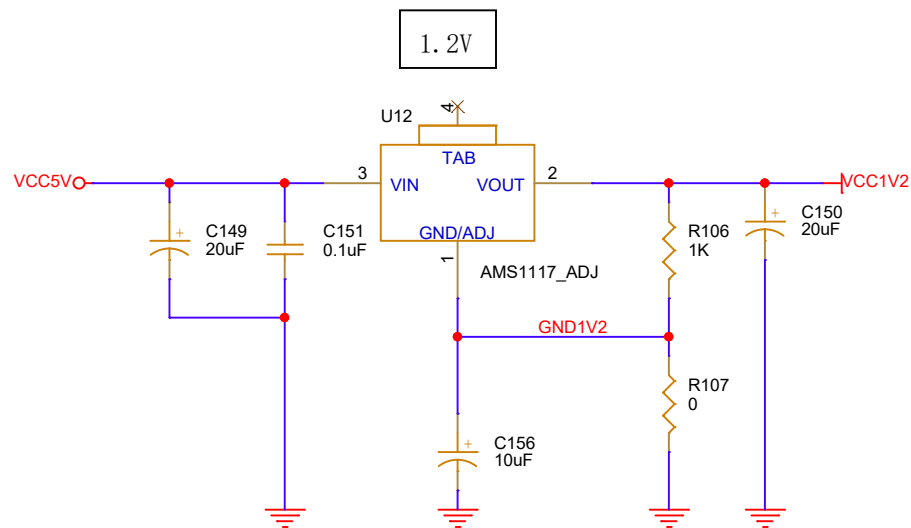 1.2V
U12
4
TAB
VCC5V
3
VIN
VOUT
2
VCC1V2
GND/ADJ
1
AMS1117_ADJ
+
C149
20uF
C151
0.1uF
R106
1K
+
C150
20uF
GND1V2
R107
0
+
C156
10uF